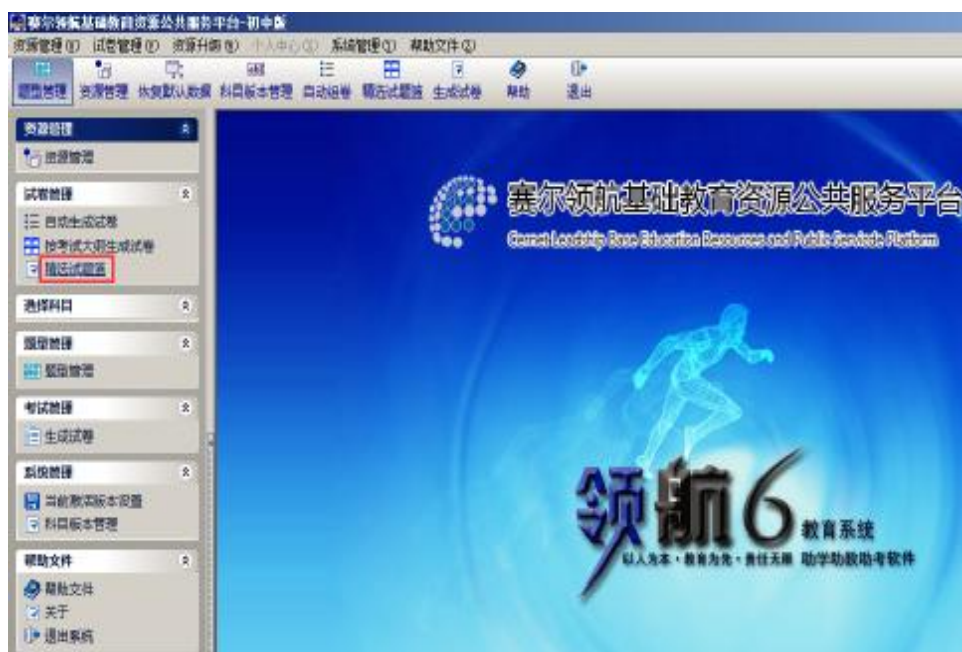 赛尔领航基础教育资源公共服务平台-初中版
资源管理(U) 试卷管理(V) 资源升级(W) 个人中心(X) 系统管理(Y) 帮助文件(Z)
题型管理 资源管理 恢复默认数据 科目版本管理 自动组卷 精选试题篮 生成试卷 帮助 退出
资源管理
资源管理
试卷管理
自动生成试卷
按考试大纲生成试卷
精选试题篮
选择科目
题型管理
题型管理
考试管理
生成试卷
系统管理
当前激活版本设置
科目版本管理
帮助文件
帮助文件
关于
退出系统
赛尔领航基础教育资源公共服务平台
Cernet Leadship Base Education Resources and Public Servieds Platform
领航6
教育系统
以人为本·教育为先·责任无限 助学助教助考软件